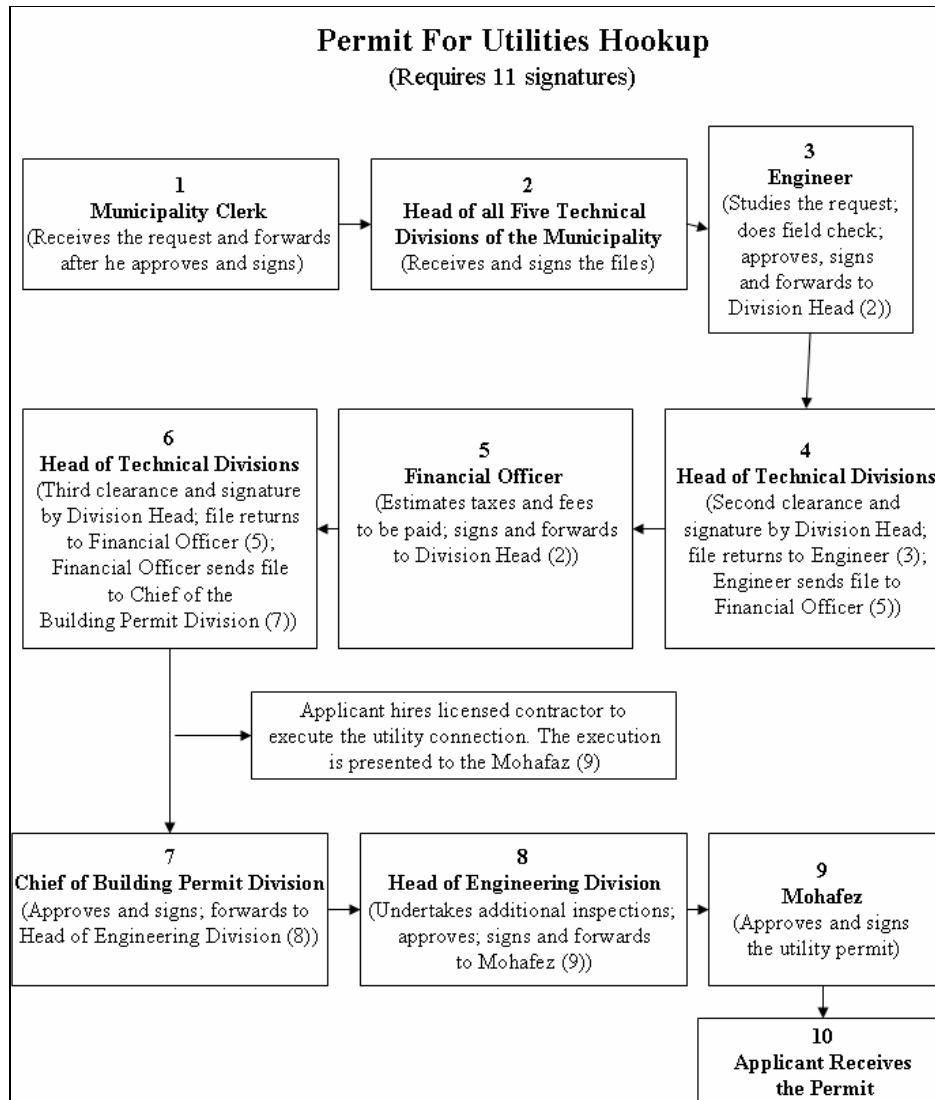 Permit For Utilities Hookup
(Requires 11 signatures)
1
Municipality Clerk
(Receives the request and forwards
after he approves and signs)
2
Head of all Five Technical
Divisions of the Municipality
(Receives and signs the files)
3
Engineer
(Studies the request;
does field check;
approves, signs
and forwards to
Division Head (2))
4
Head of Technical Divisions
(Second clearance and
signature by Division Head;
file returns to Engineer (3);
Engineer sends file to
Financial Officer (5))
5
Financial Officer
(Estimates taxes and fees
to be paid; signs and forwards
to Division Head (2))
6
Head of Technical Divisions
(Third clearance and signature
by Division Head; file returns
to Financial Officer (5);
Financial Officer sends file
to Chief of the
Building Permit Division (7))
Applicant hires licensed contractor to
execute the utility connection. The execution
is presented to the Mohafaz (9)
7
Chief of Building Permit Division
(Approves and signs; forwards to
Head of Engineering Division (8))
8
Head of Engineering Division
(Undertakes additional inspections;
approves; signs and forwards
to Mohafez (9))
9
Mohafez
(Approves and signs
the utility permit)
10
Applicant Receives
the Permit